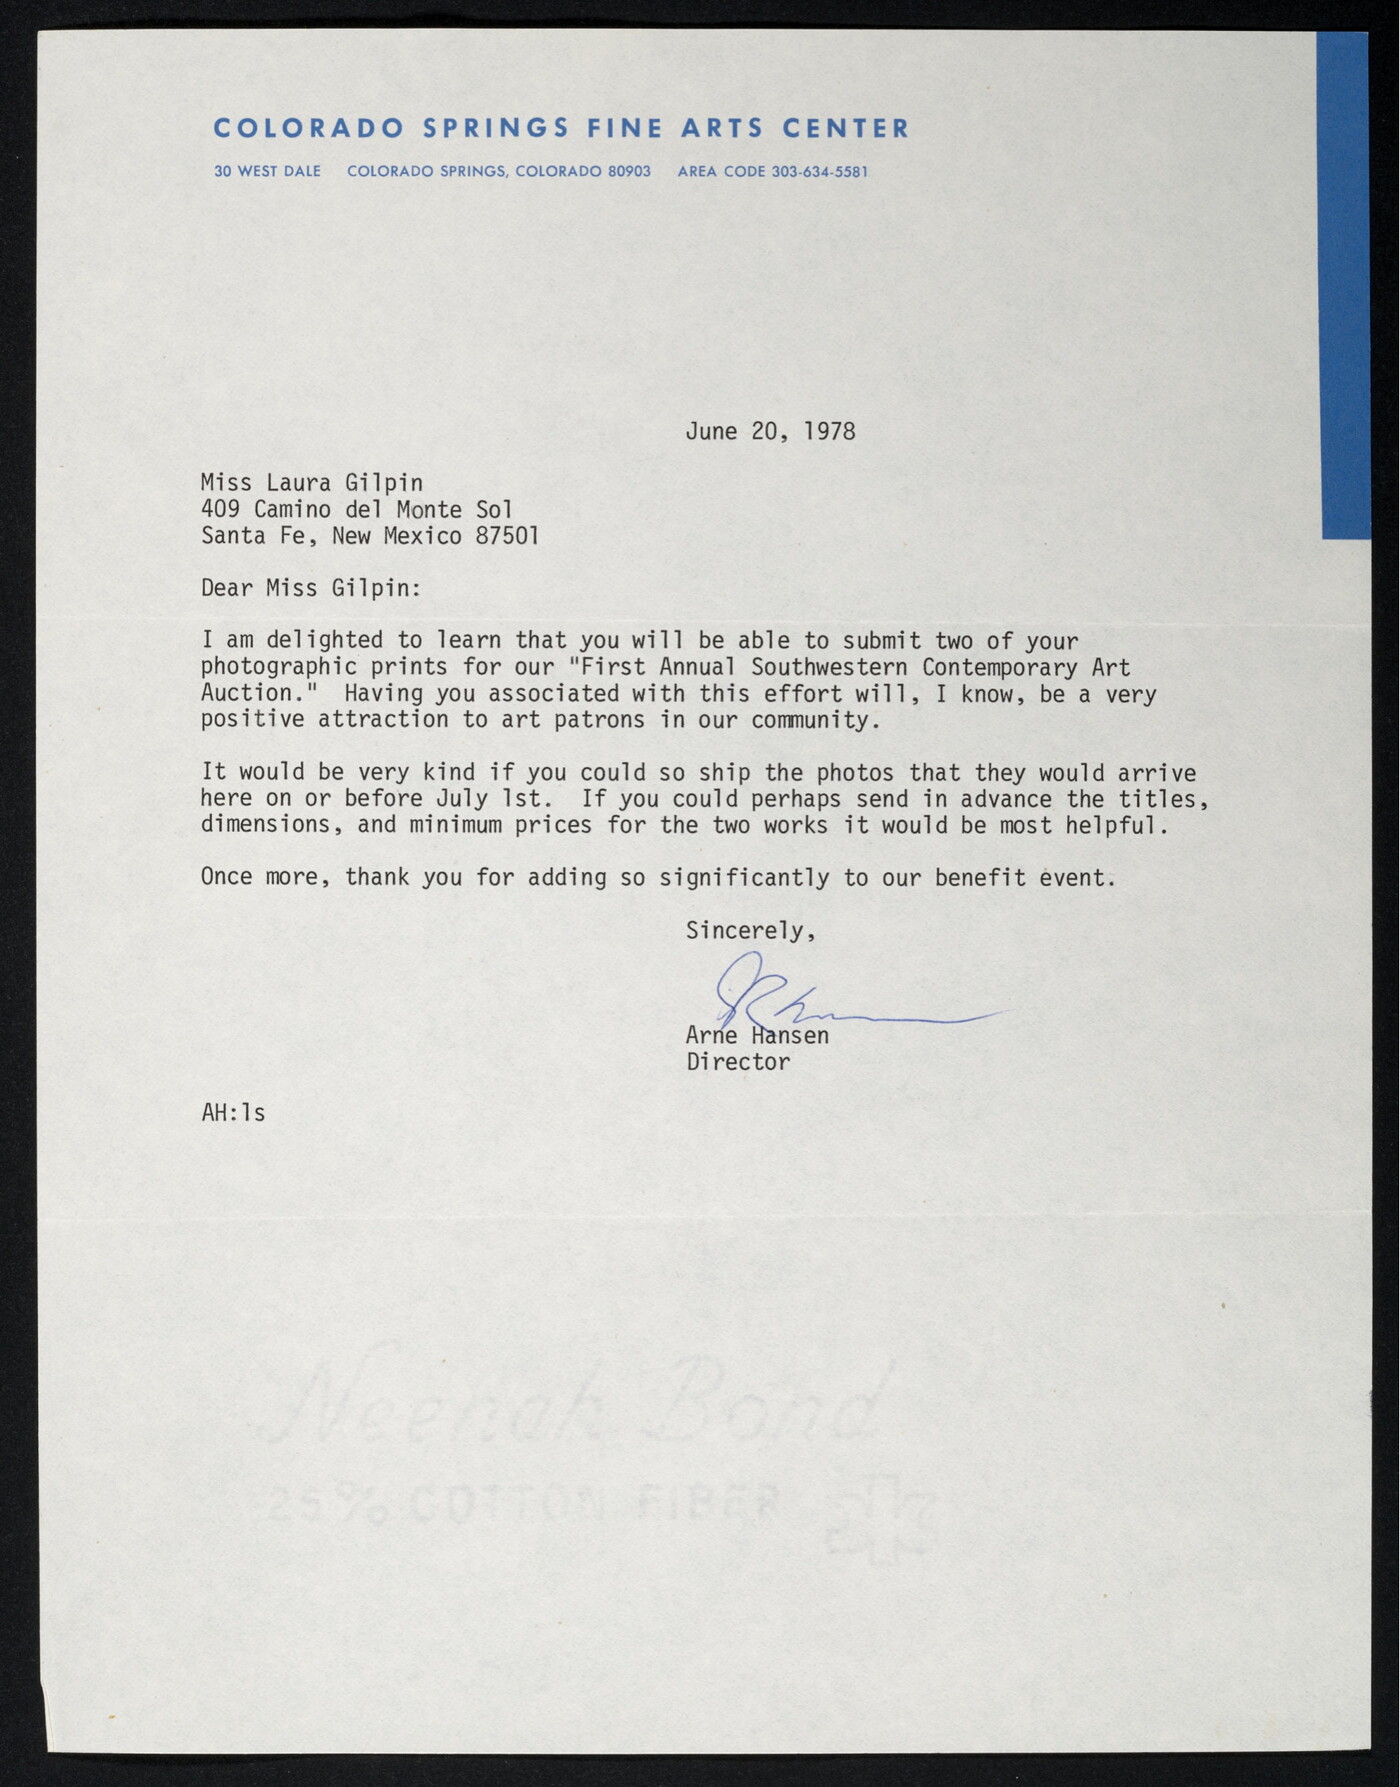 COLORADO SPRINGS FINE ARTS CENTER
30 WEST DALE COLORADO SPRINGS, COLORADO 80903 AREA CODE 303-634-5581
June 20, 1978
Miss Laura Gilpin
409 Camino del Monte Sol
Santa Fe, New Mexico 87501
Dear Miss Gilpin:
I am delighted to learn that you will be able to submit two of your
photographic prints for our "First Annual Southwestern Contemporary Art
Auction." Having you associated with this effort will, I know, be a very
positive attraction to art patrons in our community.
It would be very kind if you could so ship the photos that they would arrive
here on or before July 1st. If you could perhaps send in advance the titles,
dimensions, and minimum prices for the two works it would be most helpful.
Once more, thank you for adding so significantly to our benefit event.
Sincerely,
Arne Hansen
Director
AH:ls
Neenah Bond
25% COTTON FIBER